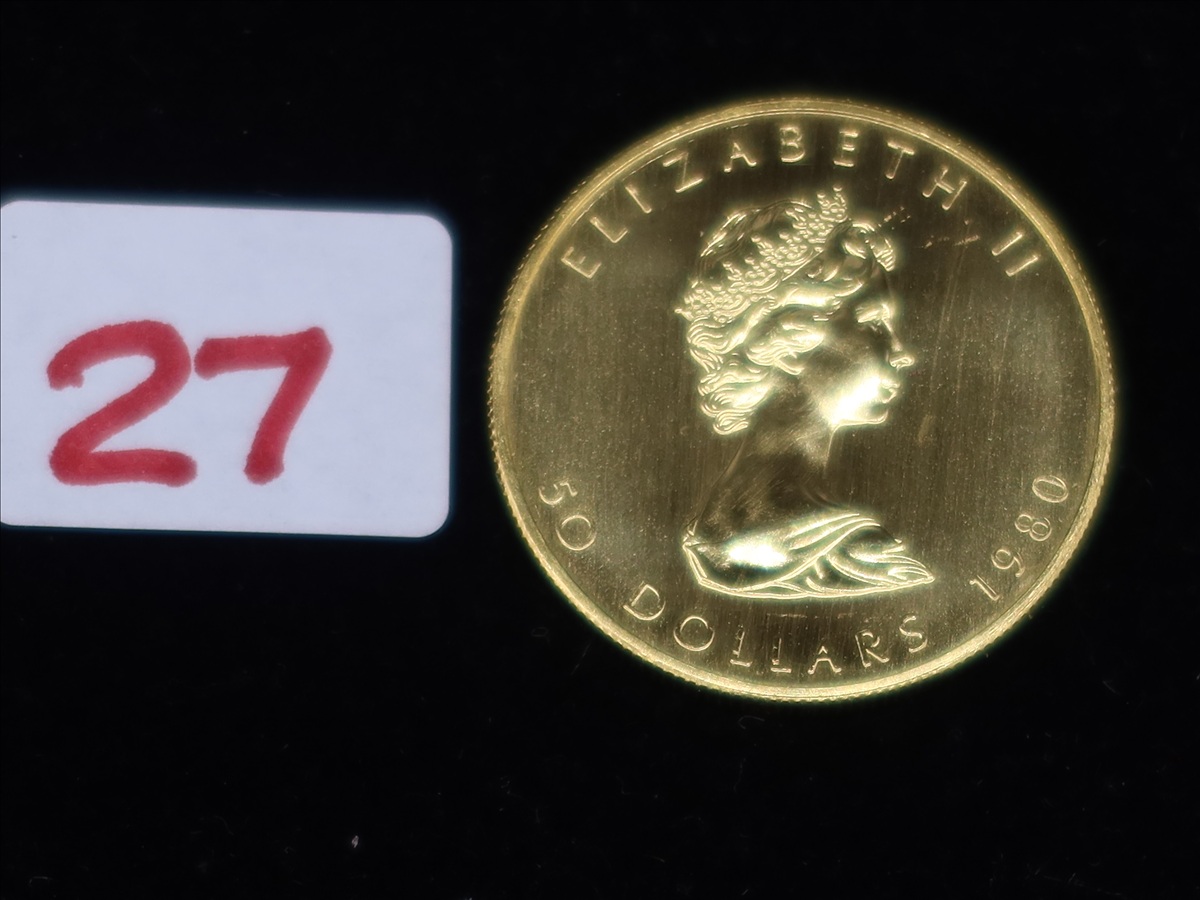 27
ELIZABETH II
50 DOLLARS 1980